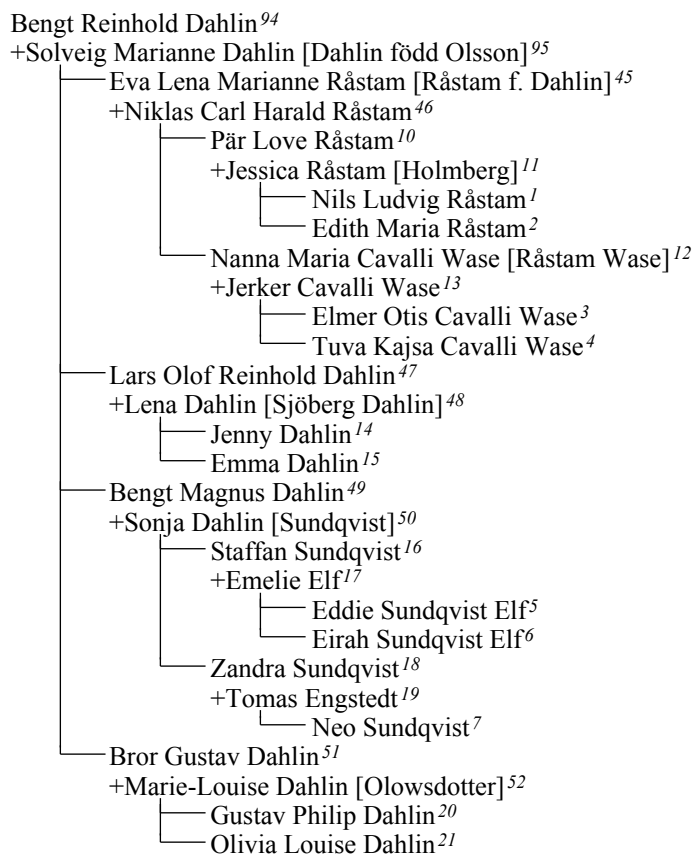 Bengt Reinhold Dahlin94
+Solveig Marianne Dahlin [Dahlin född Olsson]95
Eva Lena Marianne Råstam [Råstam f. Dahlin]45
+Niklas Carl Harald Råstam46
Pär Love Råstam10
+Jessica Råstam [Holmberg]11
Nils Ludvig Råstam1
Edith Maria Råstam2
Nanna Maria Cavalli Wase [Råstam Wase]12
+Jerker Cavalli Wase13
Elmer Otis Cavalli Wase3
Tuva Kajsa Cavalli Wase4
Lars Olof Reinhold Dahlin47
+Lena Dahlin [Sjöberg Dahlin]48
Jenny Dahlin14
Emma Dahlin15
Bengt Magnus Dahlin49
+Sonja Dahlin [Sundqvist]50
Staffan Sundqvist16
+Emelie Elf17
Eddie Sundqvist Elf5
Eirah Sundqvist Elf6
Zandra Sundqvist18
+Tomas Engstedt19
Neo Sundqvist7
Bror Gustav Dahlin51
+Marie-Louise Dahlin [Olowsdotter]52
Gustav Philip Dahlin20
Olivia Louise Dahlin21